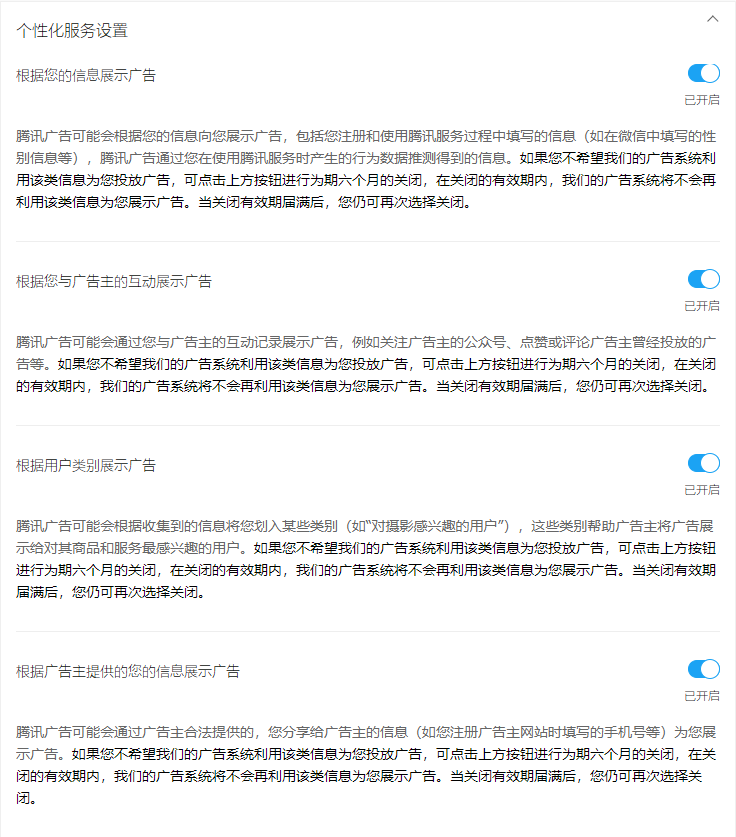 个性化服务设置
根据您的信息展示广告
已开启
腾讯广告可能会根据您的信息向您展示广告，包括您注册和使用腾讯服务过程中填写的信息（如在微信中填写的性
别信息等），腾讯广告通过您在使用腾讯服务时产生的行为数据推测得到的信息。如果您不希望我们的广告系统利
用该类信息为您投放广告，可点击上方按钮进行为期六个月的关闭，在关闭的有效期内，我们的广告系统将不会再
利用该类信息为您展示广告。当关闭有效期届满后，您仍可再次选择关闭。
根据您与广告主的互动展示广告
已开启
腾讯广告可能会通过您与广告主的互动记录展示广告，例如关注广告主的公众号、点赞或评论广告主曾经投放的广
告等。如果您不希望我们的广告系统利用该类信息为您投放广告，可点击上方按钮进行为期六个月的关闭，在关闭
的有效期内，我们的广告系统将不会再利用该类信息为您展示广告。当关闭有效期届满后，您仍可再次选择关闭。
根据用户类别展示广告
已开启
腾讯广告可能会根据收集到的信息将您划入某些类别（如“对摄影感兴趣的用户”），这些类别帮助广告主将广告展
示给对其商品和服务最感兴趣的用户。如果您不希望我们的广告系统利用该类信息为您投放广告，可点击上方按钮
进行为期六个月的关闭，在关闭的有效期内，我们的广告系统将不会再利用该类信息为您展示广告。当关闭有效期
届满后，您仍可再次选择关闭。
根据广告主提供的您的信息展示广告
已开启
腾讯广告可能会通过广告主合法提供的，您分享给广告主的信息（如您注册广告主网站时填写的手机号等）为您展
示广告。如果您不希望我们的广告系统利用该类信息为您投放广告，可点击上方按钮进行为期六个月的关闭，在关
闭的有效期内，我们的广告系统将不会再利用该类信息为您展示广告。当关闭有效期届满后，您仍可再次选择关
闭。